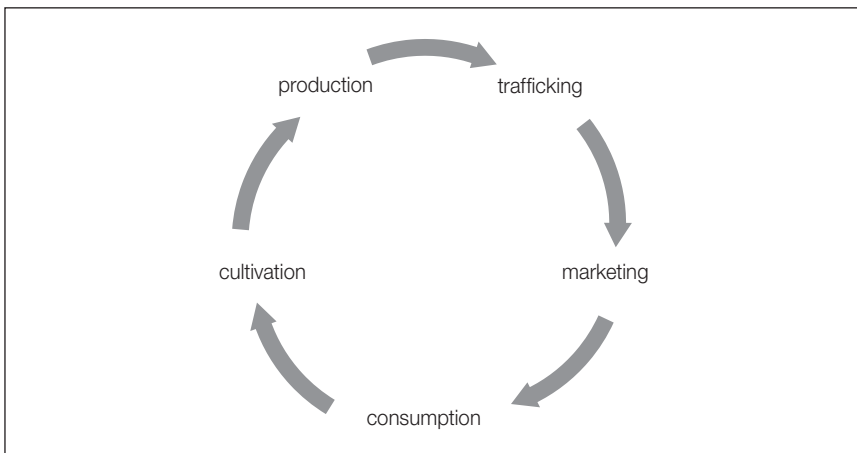 production
trafficking
cultivation
marketing
consumption